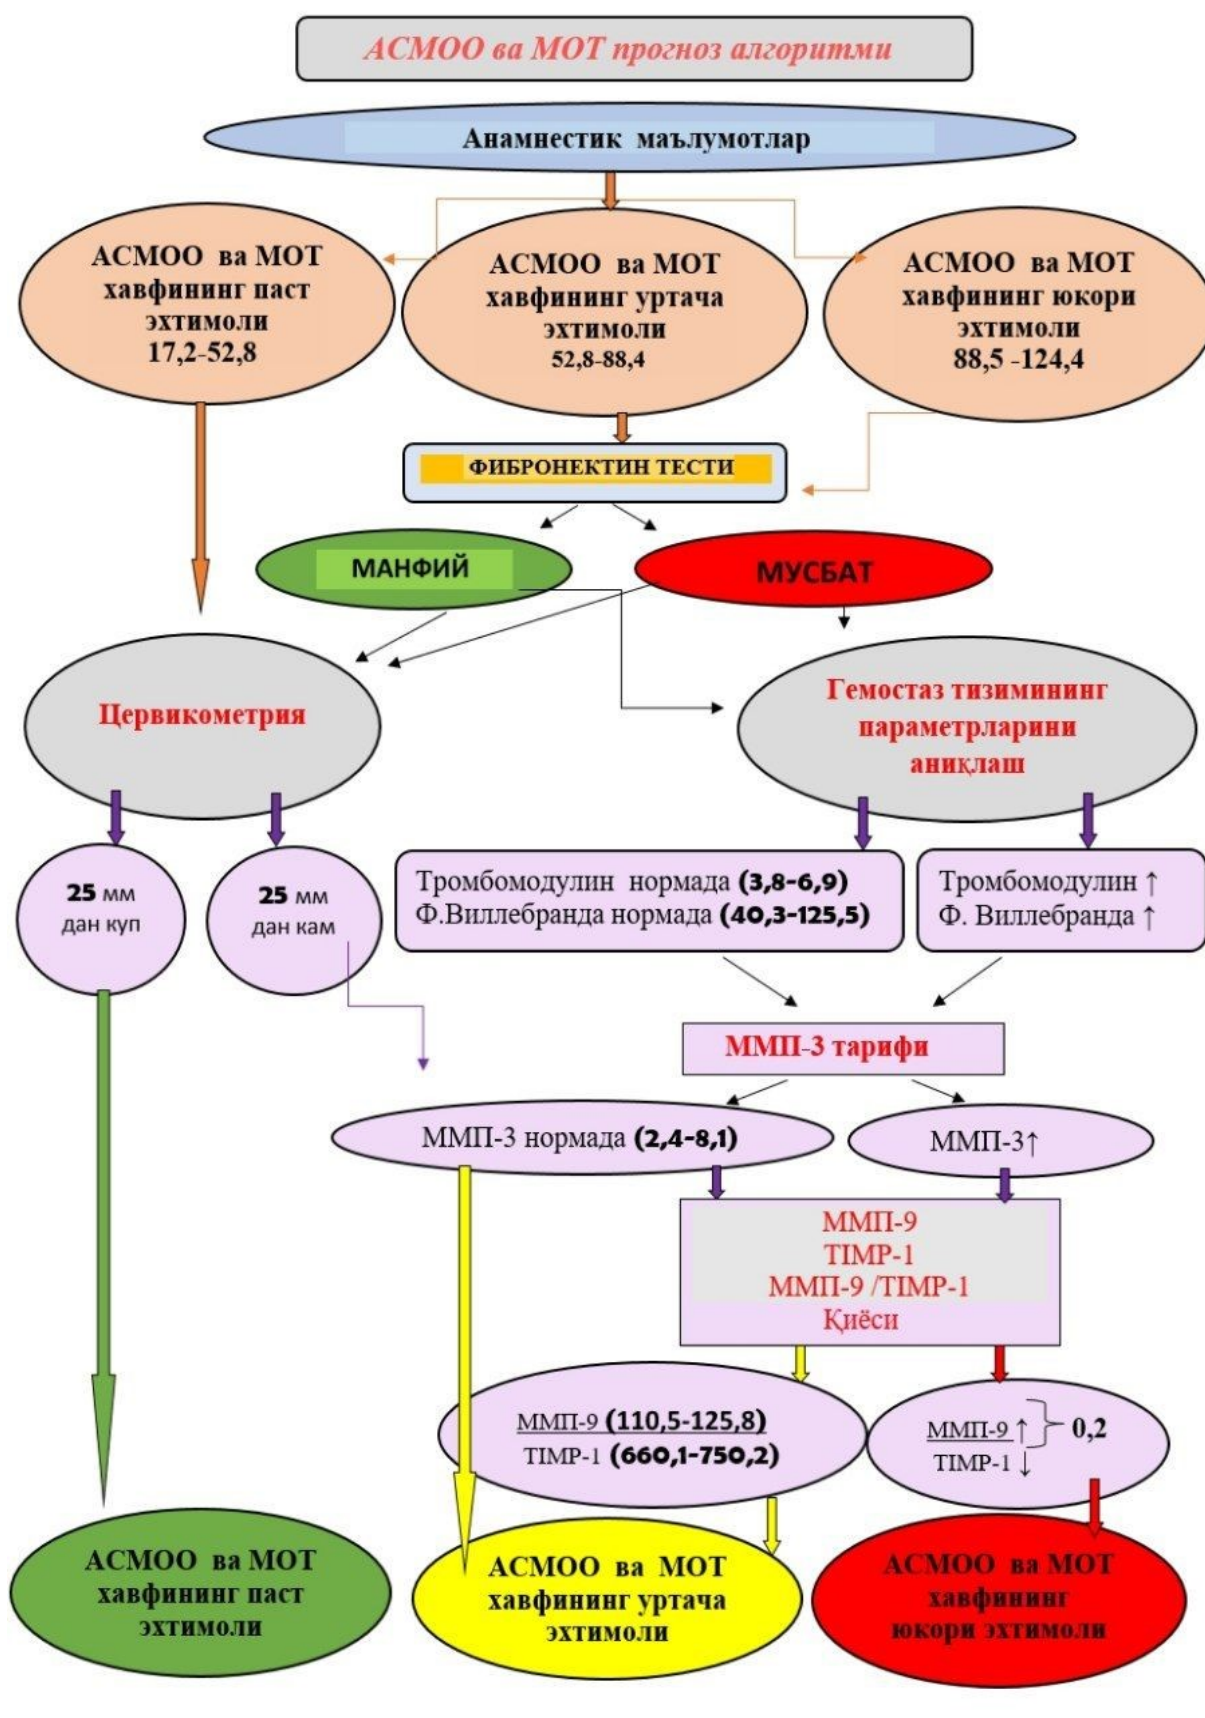 АСМОО ва МОТ прогноз алгоритми
Анамнестик маълумотлар
АСМОО ва МОТ
хавфининг паст
эхтимоли
17,2-52,8
АСМОО ва МОТ
хавфининг уртача
эхтимоли
52,8-88,4
АСМОО ва МОТ
хавфининг юкори
эхтимоли
88,5 -124,4
ФИБРОНЕКТИН ТЕСТИ
МАНФИЙ
МУСБАТ
Цервикометрия
Гемостаз тизимининг
параметрларини
аниқлаш
25 мм
дан куп
25 мм
дан кам
Тромбомодулин нормада (3,8-6,9)
Ф.Виллебранда нормада (40,3-125,5)
Тромбомодулин ↑
Ф. Виллебранда ↑
ММП-3 тарифи
ММП-3 нормада (2,4-8,1)
ММП-3↑
ММП-9
TIMP-1
ММП-9 /TIMP-1
Қиёси
ММП-9 (110,5-125,8)
TIMP-1 (660,1-750,2)
ММП-9 ↑ 0,2
TIMP-1 ↓
АСМОО ва МОТ
хавфининг паст
эхтимоли
АСМОО ва МОТ
хавфининг уртача
эхтимоли
АСМОО ва МОТ
хавфининг
юкори эхтимоли